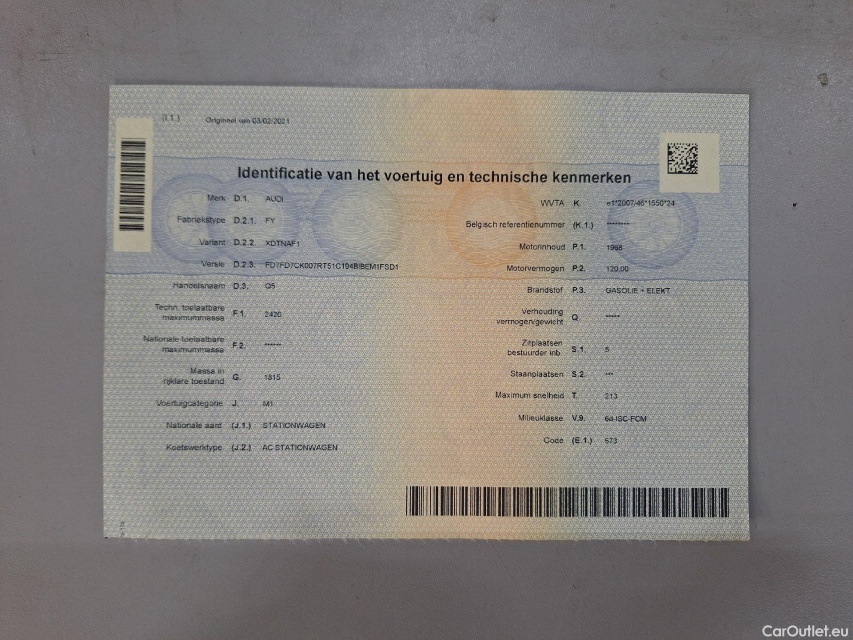 (I.1.) Origineel van 03/02/2021
Identificatie van het voertuig en technische kenmerken
Merk D.1. AUDI
Fabriekstype D.2.1. FY
Variant D.2.2. XDTNAF1
Versie D.2.3. FD7FD7CK007RT51C194BIBEM1FSD1
Handelsnaam D.3. Q5
Techn. toelaatbare
maximummassa F.1. 2420
Nationale toelaatbare
maximummassa F.2. ******
Massa in
rijklare toestand G. 1815
Voertuigcategorie J. M1
Nationale aard (J.1.) STATIONWAGEN
Koetswerktype (J.2.) AC STATIONWAGEN
WVTA K. e1*2007/46*1550*24
Belgisch referentienummer (K.1.) ********
Motorinhoud P.1. 1968
Motorvermogen P.2. 120,00
Brandstof P.3. GASOLIE + ELEKT
Verhouding
vermogen/gewicht Q. *****
Zitplaatsen
bestuurder inb. S.1. 5
Staanplaatsen S.2. ***
Maximum snelheid T. 213
Milieuklasse V.9. 6d-ISC-FCM
Code (E.1.) 573
CarOutlet.eu